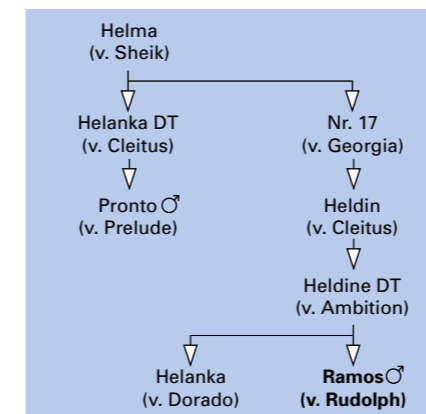 Helma
(v. Sheik)
Helanka DT
(v. Cleitus)
Nr. 17
(v. Georgia)
Pronto ♂
(v. Prelude)
Heldin
(v. Cleitus)
Heldine DT
(v. Ambition)
Helanka
(v. Dorado)
Ramos ♂
(v. Rudolph)